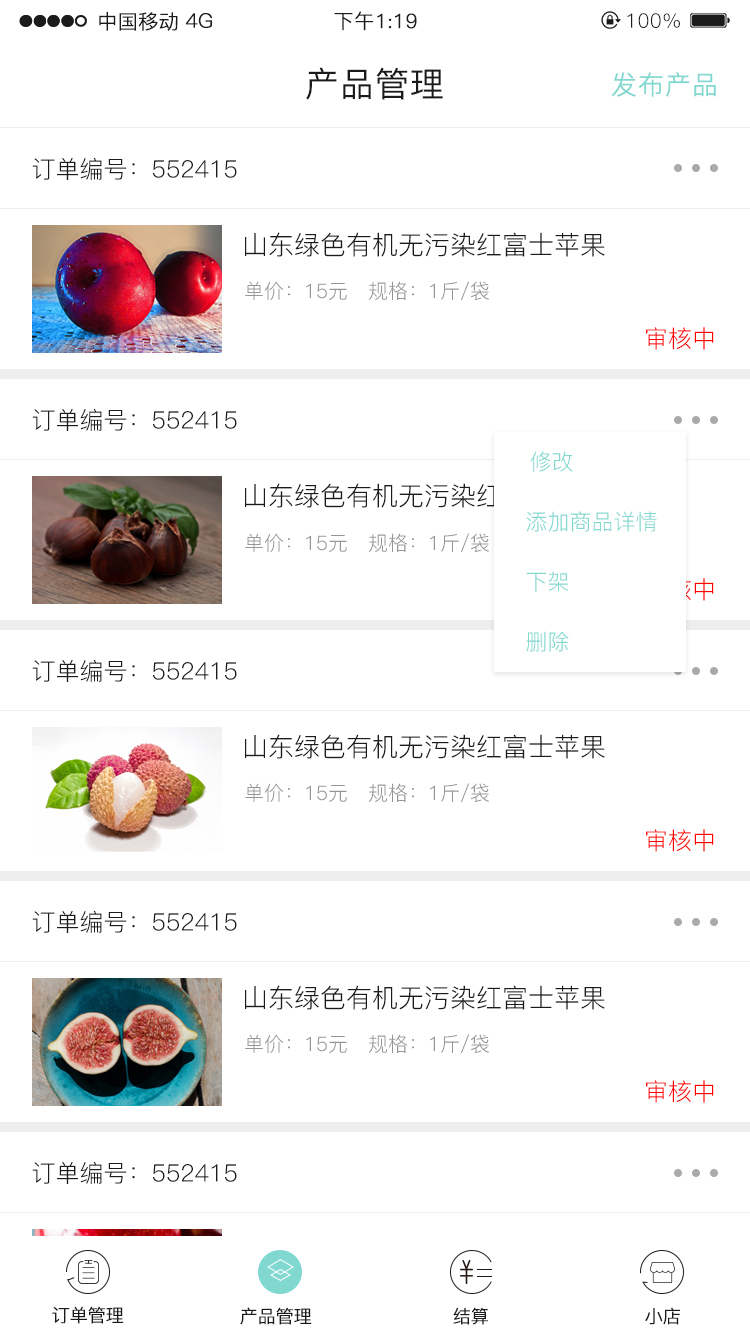 中国移动 4G 下午1:19 100%
产品管理 发布产品
订单编号：552415
山东绿色有机无污染红富士苹果
单价：15元 规格：1斤/袋
审核中
订单编号：552415
山东绿色有机无污染红
单价：15元 规格：1斤/袋
核中
修改
添加商品详情
下架
删除
订单编号：552415
山东绿色有机无污染红富士苹果
单价：15元 规格：1斤/袋
审核中
订单编号：552415
山东绿色有机无污染红富士苹果
单价：15元 规格：1斤/袋
审核中
订单编号：552415
订单管理 产品管理 结算 小店